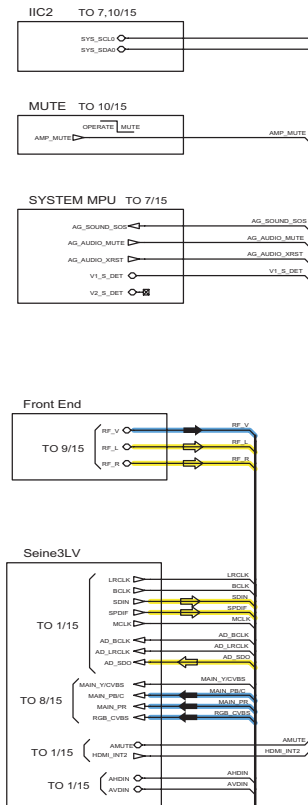 IIC2 TO 7,10/15
SYS_SCL0
SYS_SDA0
MUTE TO 10/15
OPERATE MUTE
AMP_MUTE AMP_MUTE
SYSTEM MPU TO 7/15
AG_SOUND_SOS AG_SOUND_SOS
AG_AUDIO_MUTE AG_AUDIO_MUTE
AG_AUDIO_XRST AG_AUDIO_XRST
V1_S_DET V1_S_DET
V2_S_DET
Front End
RF_V RF_V
TO 9/15 RF_L RF_L
RF_R RF_R
Seine3LV
LRCLK LRCLK
BCLK BCLK
SDIN SDIN
SPDIF SPDIF
TO 1/15 MCLK MCLK
AD_BCLK AD_BCLK
AD_LRCLK AD_LRCLK
AD_SDO AD_SDO
MAIN_Y/CVBS MAIN_Y/CVBS
TO 8/15 MAIN_PB/C MAIN_PB/C
MAIN_PR MAIN_PR
RGB_CVBS RGB_CVBS
TO 1/15 AMUTE AMUTE
HDMI_INT2 HDMI_INT2
TO 1/15 AHDIN AHDIN
AVDIN AVDIN